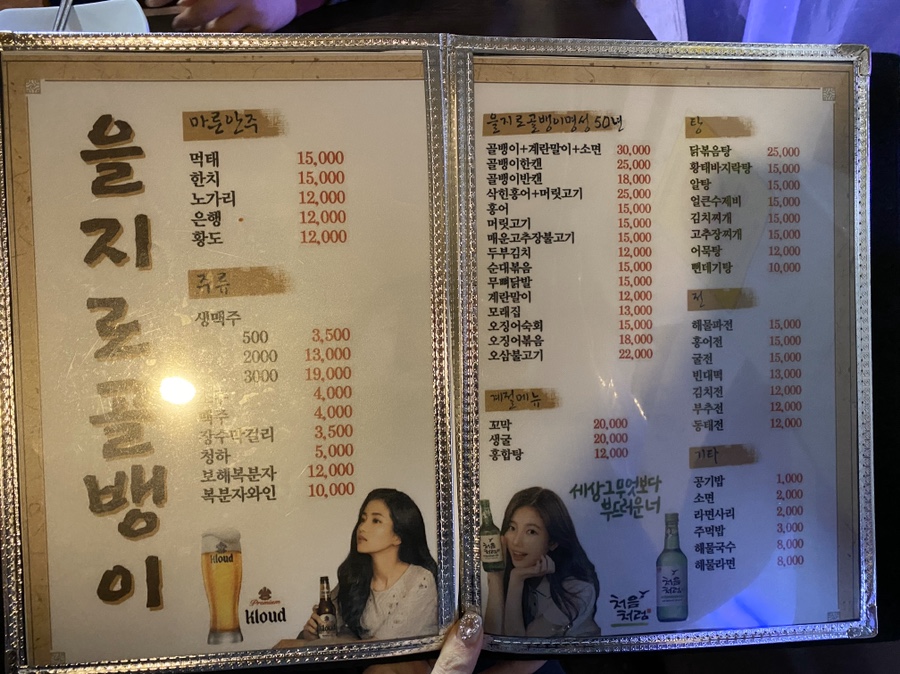 을지로골뱅이
마른안주
먹태 15,000
한치 15,000
노가리 12,000
은행 12,000
황도 12,000
주류
생맥주
500 3,500
2000 13,000
3000 19,000
4,000
맥주 4,000
장수막걸리 3,500
청하 5,000
보해복분자 12,000
복분자와인 10,000
Kloud
Premium
Kloud
을지로골뱅이명성 50년
골뱅이+계란말이+소면 30,000
골뱅이한캔 25,000
골뱅이반캔 18,000
삭힌홍어+머릿고기 25,000
홍어 15,000
머릿고기 15,000
매운고추장불고기 15,000
두부김치 12,000
순대볶음 15,000
무뼈닭발 15,000
계란말이 12,000
모래집 13,000
오징어숙회 15,000
오징어볶음 18,000
오삼불고기 22,000
계절메뉴
꼬막 20,000
생굴 20,000
홍합탕 12,000
세상그무엇보다
부드러운너
처음
처럼
탕
닭볶음탕 25,000
황태바지락탕 15,000
알탕 15,000
얼큰수제비 15,000
김치찌개 15,000
고추장찌개 15,000
어묵탕 12,000
뻔데기탕 10,000
전
해물파전 15,000
홍어전 15,000
굴전 15,000
빈대떡 13,000
김치전 12,000
부추전 12,000
동태전 12,000
기타
공기밥 1,000
소면 2,000
라면사리 2,000
주먹밥 3,000
해물국수 8,000
해물라면 8,000